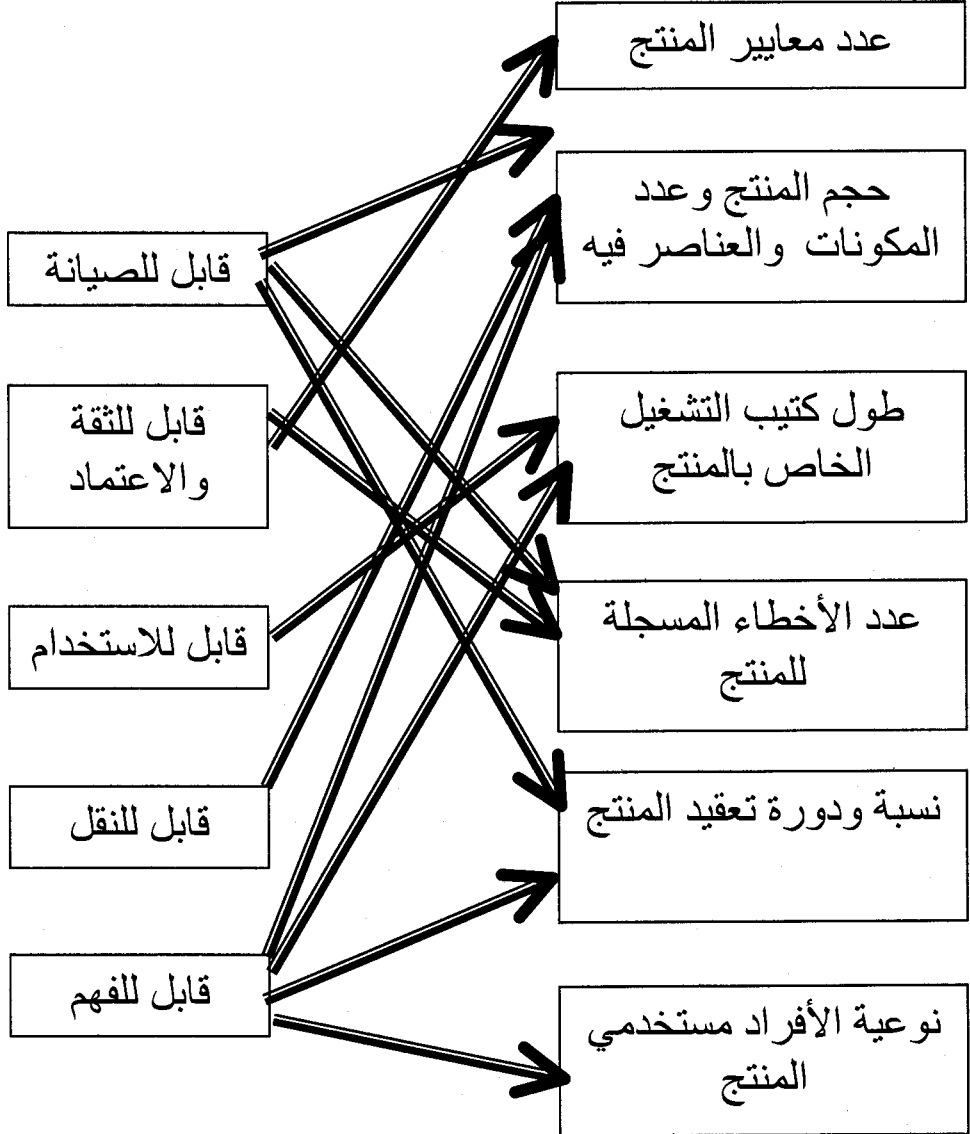 عدد معايير المنتج
حجم المنتج وعدد
المكونات والعناصر فيه
طول كتيب التشغيل
الخاص بالمنتج
عدد الأخطاء المسجلة
للمنتج
نسبة ودورة تعقيد المنتج
نوعية الأفراد مستخدمي
المنتج
قابل للصيانة
قابل للثقة
والاعتماد
قابل للاستخدام
قابل للنقل
قابل للفهم